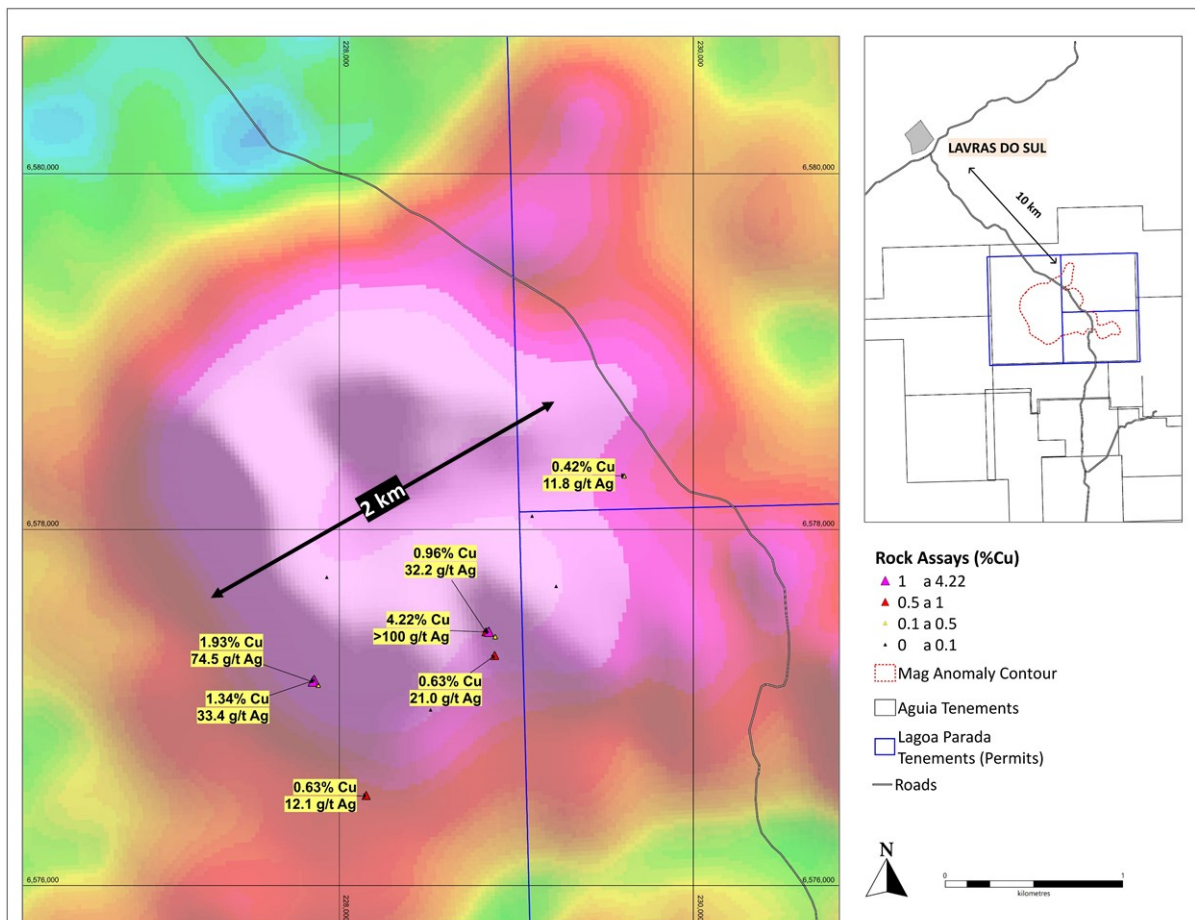 228,000
230,000
6,580,000
6,580,000
2 km
0.42% Cu
11.8 g/t Ag
6,578,000
6,578,000
0.96% Cu
32.2 g/t Ag
4.22% Cu
>100 g/t Ag
1.93% Cu
74.5 g/t Ag
0.63% Cu
21.0 g/t Ag
1.34% Cu
33.4 g/t Ag
0.63% Cu
12.1 g/t Ag
6,576,000
6,576,000
228,000
230,000
LAVRAS DO SUL
10 km
Rock Assays (%Cu)
1 a 4.22
0.5 a 1
0.1 a 0.5
0 a 0.1
Mag Anomaly Contour
Aguia Tenements
Lagoa Parada
Tenements (Permits)
Roads
N
0 1
kilometres